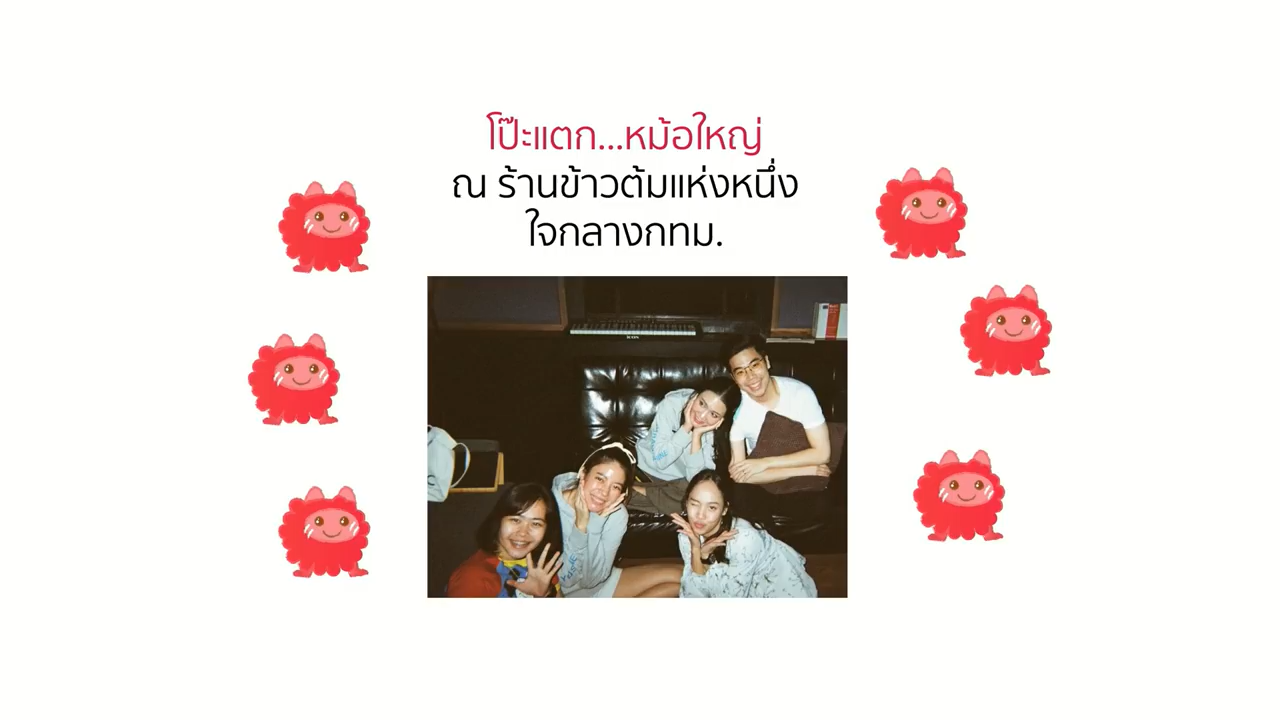 โป๊ะแตก...หม้อใหญ่
ณ ร้านข้าวต้มแห่งหนึ่ง
ใจกลางกทม.